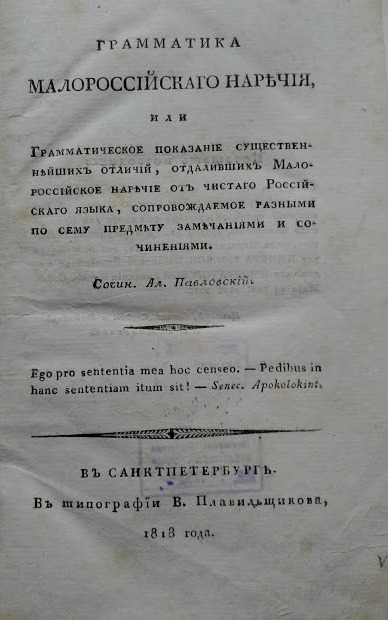 ГРАММАТИКА
МАЛОРОССІЙСКАГО НАРѢЧІЯ,
ИЛИ
ГРАММАТИЧЕСКОЕ ПОКАЗАНІЕ СУЩЕСТВЕН-
НѢЙШИХЪ ОТЛИЧІЙ, ОТДАЛИВШИХЪ МАЛО-
РОССІЙСКОЕ НАРѢЧІЕ ОТЪ ЧИСТАГО РОССІЙ-
СКАГО ЯЗЫКА, СОПРОВОЖДАЕМОЕ РАЗНЫМИ
ПО СЕМУ ПРЕДМѢТУ ЗАМѢЧАНІЯМИ И СО-
ЧИНЕНІЯМИ.
Сочин. Ал. Павловскій.
Ego pro sententia mea hoc censeo. — Pedibus in
hanc sententiam itum sit! — Senec. Apokolokint.
ВЪ САНКТПЕТЕРБУРГѢ.
Въ типографіи В. Плавильщикова,
1818 года.